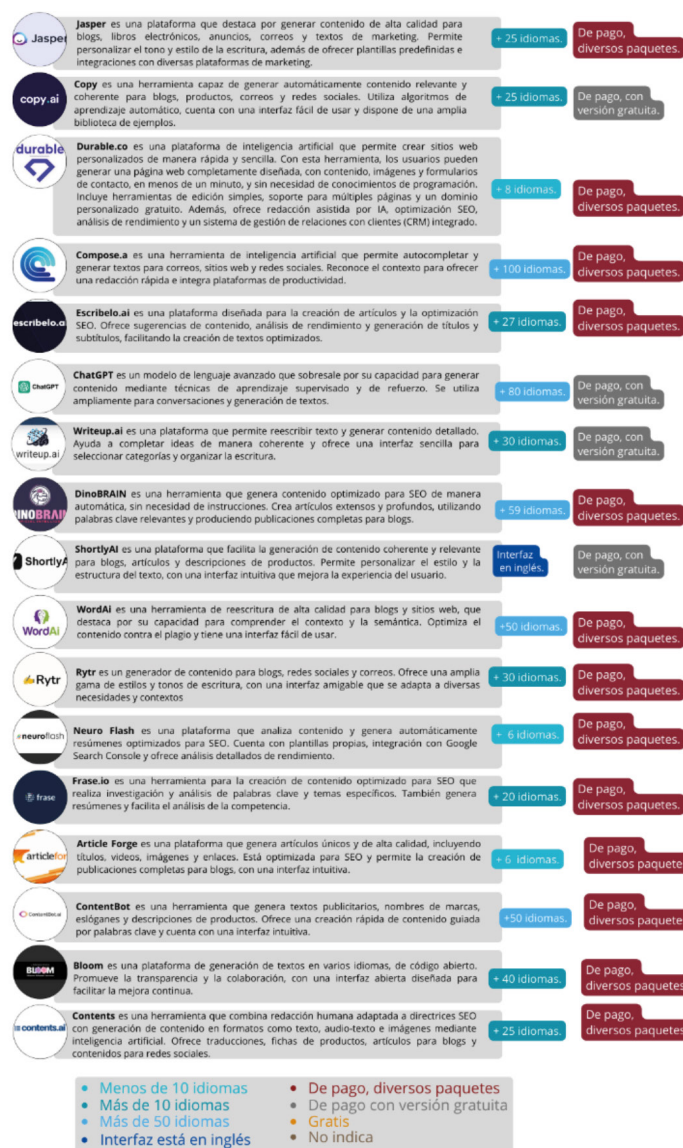 Jasper
Jasper es una plataforma que destaca por generar contenido de alta calidad para
blogs, libros electrónicos, anuncios, correos y textos de marketing. Permite
personalizar el tono y estilo de la escritura, además de ofrecer plantillas predefinidas e
integraciones con diversas plataformas de marketing.
+ 25 idiomas.
De pago,
diversos paquetes.
copy.ai
Copy es una herramienta capaz de generar automáticamente contenido relevante y
coherente para blogs, productos, correos y redes sociales. Utiliza algoritmos de
aprendizaje automático, cuenta con una interfaz fácil de usar y dispone de una amplia
biblioteca de ejemplos.
+ 25 idiomas.
De pago, con
versión gratuita.
durable
Durable.co es una plataforma de inteligencia artificial que permite crear sitios web
personalizados de manera rápida y sencilla. Con esta herramienta, los usuarios pueden
generar una página web completamente diseñada, con contenido, imágenes y formularios
de contacto, en menos de un minuto, y sin necesidad de conocimientos de programación.
Incluye herramientas de edición simples, soporte para múltiples páginas y un dominio
personalizado gratuito. Además, ofrece redacción asistida por IA, optimización SEO,
análisis de rendimiento y un sistema de gestión de relaciones con clientes (CRM) integrado.
+ 8 idiomas.
De pago,
diversos paquetes.
Compose.a es una herramienta de inteligencia artificial que permite autocompletar y
generar textos para correos, sitios web y redes sociales. Reconoce el contexto para ofrecer
una redacción rápida e integra plataformas de productividad.
+ 100 idiomas.
De pago,
diversos paquetes.
escribelo.ai
Escribelo.ai es una plataforma diseñada para la creación de artículos y la optimización
SEO. Ofrece sugerencias de contenido, análisis de rendimiento y generación de títulos y
subtítulos, facilitando la creación de textos optimizados.
+ 27 idiomas.
De pago,
diversos paquetes.
ChatGPT
ChatGPT es un modelo de lenguaje avanzado que sobresale por su capacidad para generar
contenido mediante técnicas de aprendizaje supervisado y de refuerzo. Se utiliza
ampliamente para conversaciones y generación de textos.
+ 80 idiomas.
De pago, con
versión gratuita.
writeup.ai
Writeup.ai es una plataforma que permite reescribir texto y generar contenido detallado.
Ayuda a completar ideas de manera coherente y ofrece una interfaz sencilla para
seleccionar categorías y organizar la escritura.
+ 30 idiomas.
De pago, con
versión gratuita.
INOBRAIN
DinoBRAIN es una herramienta que genera contenido optimizado para SEO de manera
automática, sin necesidad de instrucciones. Crea artículos extensos y profundos, utilizando
palabras clave relevantes y produciendo publicaciones completas para blogs.
+ 59 idiomas.
De pago,
diversos paquetes.
ShortlyA
ShortlyAI es una plataforma que facilita la generación de contenido coherente y relevante
para blogs, artículos y descripciones de productos. Permite personalizar el estilo y la
estructura del texto, con una interfaz intuitiva que mejora la experiencia del usuario.
Interfaz
en inglés.
De pago, con
versión gratuita.
WordAi
WordAi es una herramienta de reescritura de alta calidad para blogs y sitios web, que
destaca por su capacidad para comprender el contexto y la semántica. Optimiza el
contenido contra el plagio y tiene una interfaz fácil de usar.
+50 idiomas.
De pago,
diversos paquetes.
Rytr
Rytr es un generador de contenido para blogs, redes sociales y correos. Ofrece una amplia
gama de estilos y tonos de escritura, con una interfaz amigable que se adapta a diversas
necesidades y contextos
+ 30 idiomas.
De pago,
diversos paquetes.
#neuroflash
Neuro Flash es una plataforma que analiza contenido y genera automáticamente
resúmenes optimizados para SEO. Cuenta con plantillas propias, integración con Google
Search Console y ofrece análisis detallados de rendimiento.
+ 6 idiomas.
De pago,
diversos paquetes.
frase
Frase.io es una herramienta para la creación de contenido optimizado para SEO que
realiza investigación y análisis de palabras clave y temas específicos. También genera
resúmenes y facilita el análisis de la competencia.
+ 20 idiomas.
De pago,
diversos paquetes.
articlefor
Article Forge es una plataforma que genera artículos únicos y de alta calidad, incluyendo
títulos, videos, imágenes y enlaces. Está optimizada para SEO y permite la creación de
publicaciones completas para blogs, con una interfaz intuitiva.
+ 6 idiomas.
De pago,
diversos paquete
ContentBot.ai
ContentBot es una herramienta que genera textos publicitarios, nombres de marcas,
eslóganes y descripciones de productos. Ofrece una creación rápida de contenido guiada
por palabras clave y cuenta con una interfaz intuitiva.
+50 idiomas.
De pago,
diversos paquete
BLOOM
Bloom es una plataforma de generación de textos en varios idiomas, de código abierto.
Promueve la transparencia y la colaboración, con una interfaz abierta diseñada para
facilitar la mejora continua.
+ 40 idiomas.
De pago,
diversos paquetes
contents.ai
Contents es una herramienta que combina redacción humana adaptada a directrices SEO
con generación de contenido en formatos como texto, audio-texto e imágenes mediante
inteligencia artificial. Ofrece traducciones, fichas de productos, artículos para blogs y
contenidos para redes sociales.
+ 25 idiomas.
De pago,
diversos paquetes
Menos de 10 idiomas
Más de 10 idiomas
Más de 50 idiomas
Interfaz está en inglés
De pago, diversos paquetes
De pago con versión gratuita
Gratis
No indica